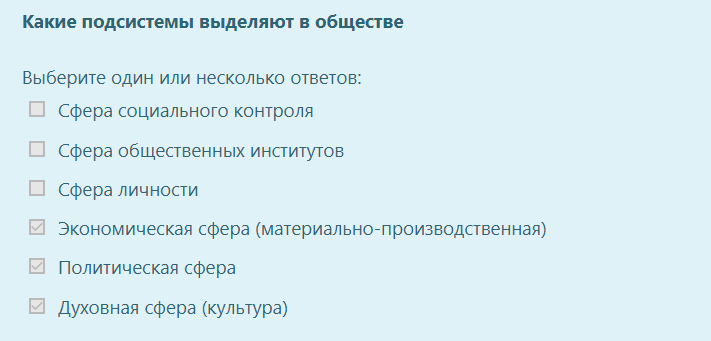 Какие подсистемы выделяют в обществе
Выберите один или несколько ответов:
Сфера социального контроля
Сфера общественных институтов
Сфера личности
Экономическая сфера (материально-производственная)
Политическая сфера
Духовная сфера (культура)